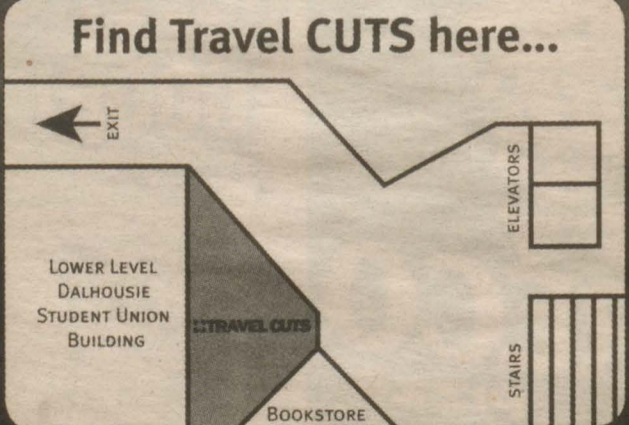 Find Travel CUTS here...
EXIT
ELEVATORS
LOWER LEVEL
DALHOUSIE
STUDENT UNION
BUILDING
TRAVEL CUTS
STAIRS
BOOKSTORE